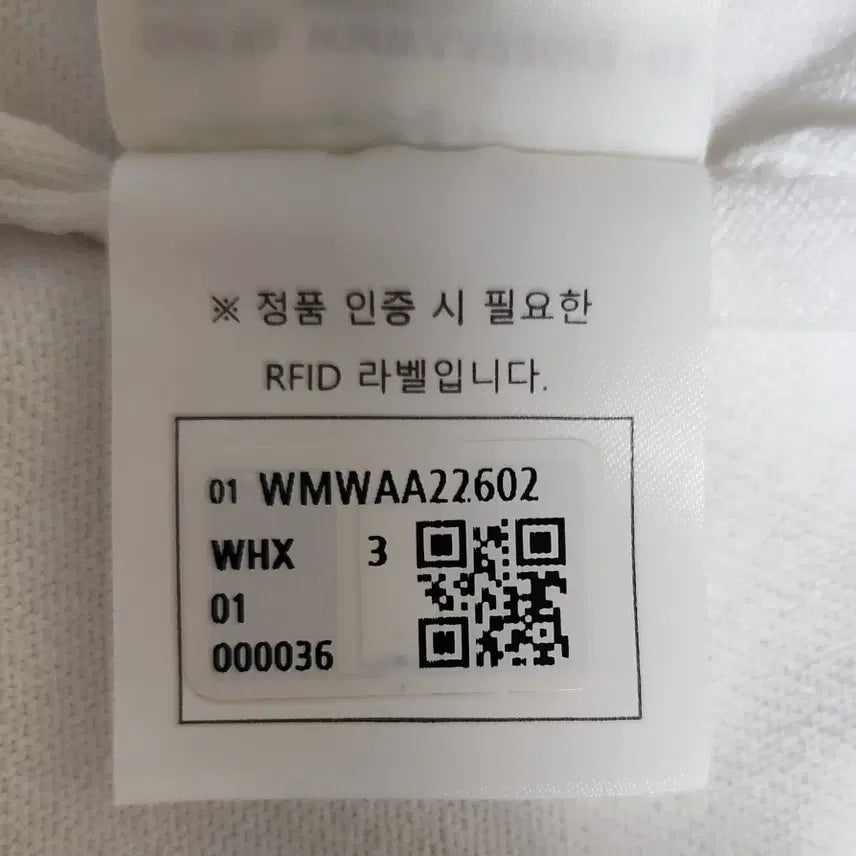 ※ 정품 인증 시 필요한
RFID 라벨입니다.
01 WMWAA22602
WHX 3
01
000036